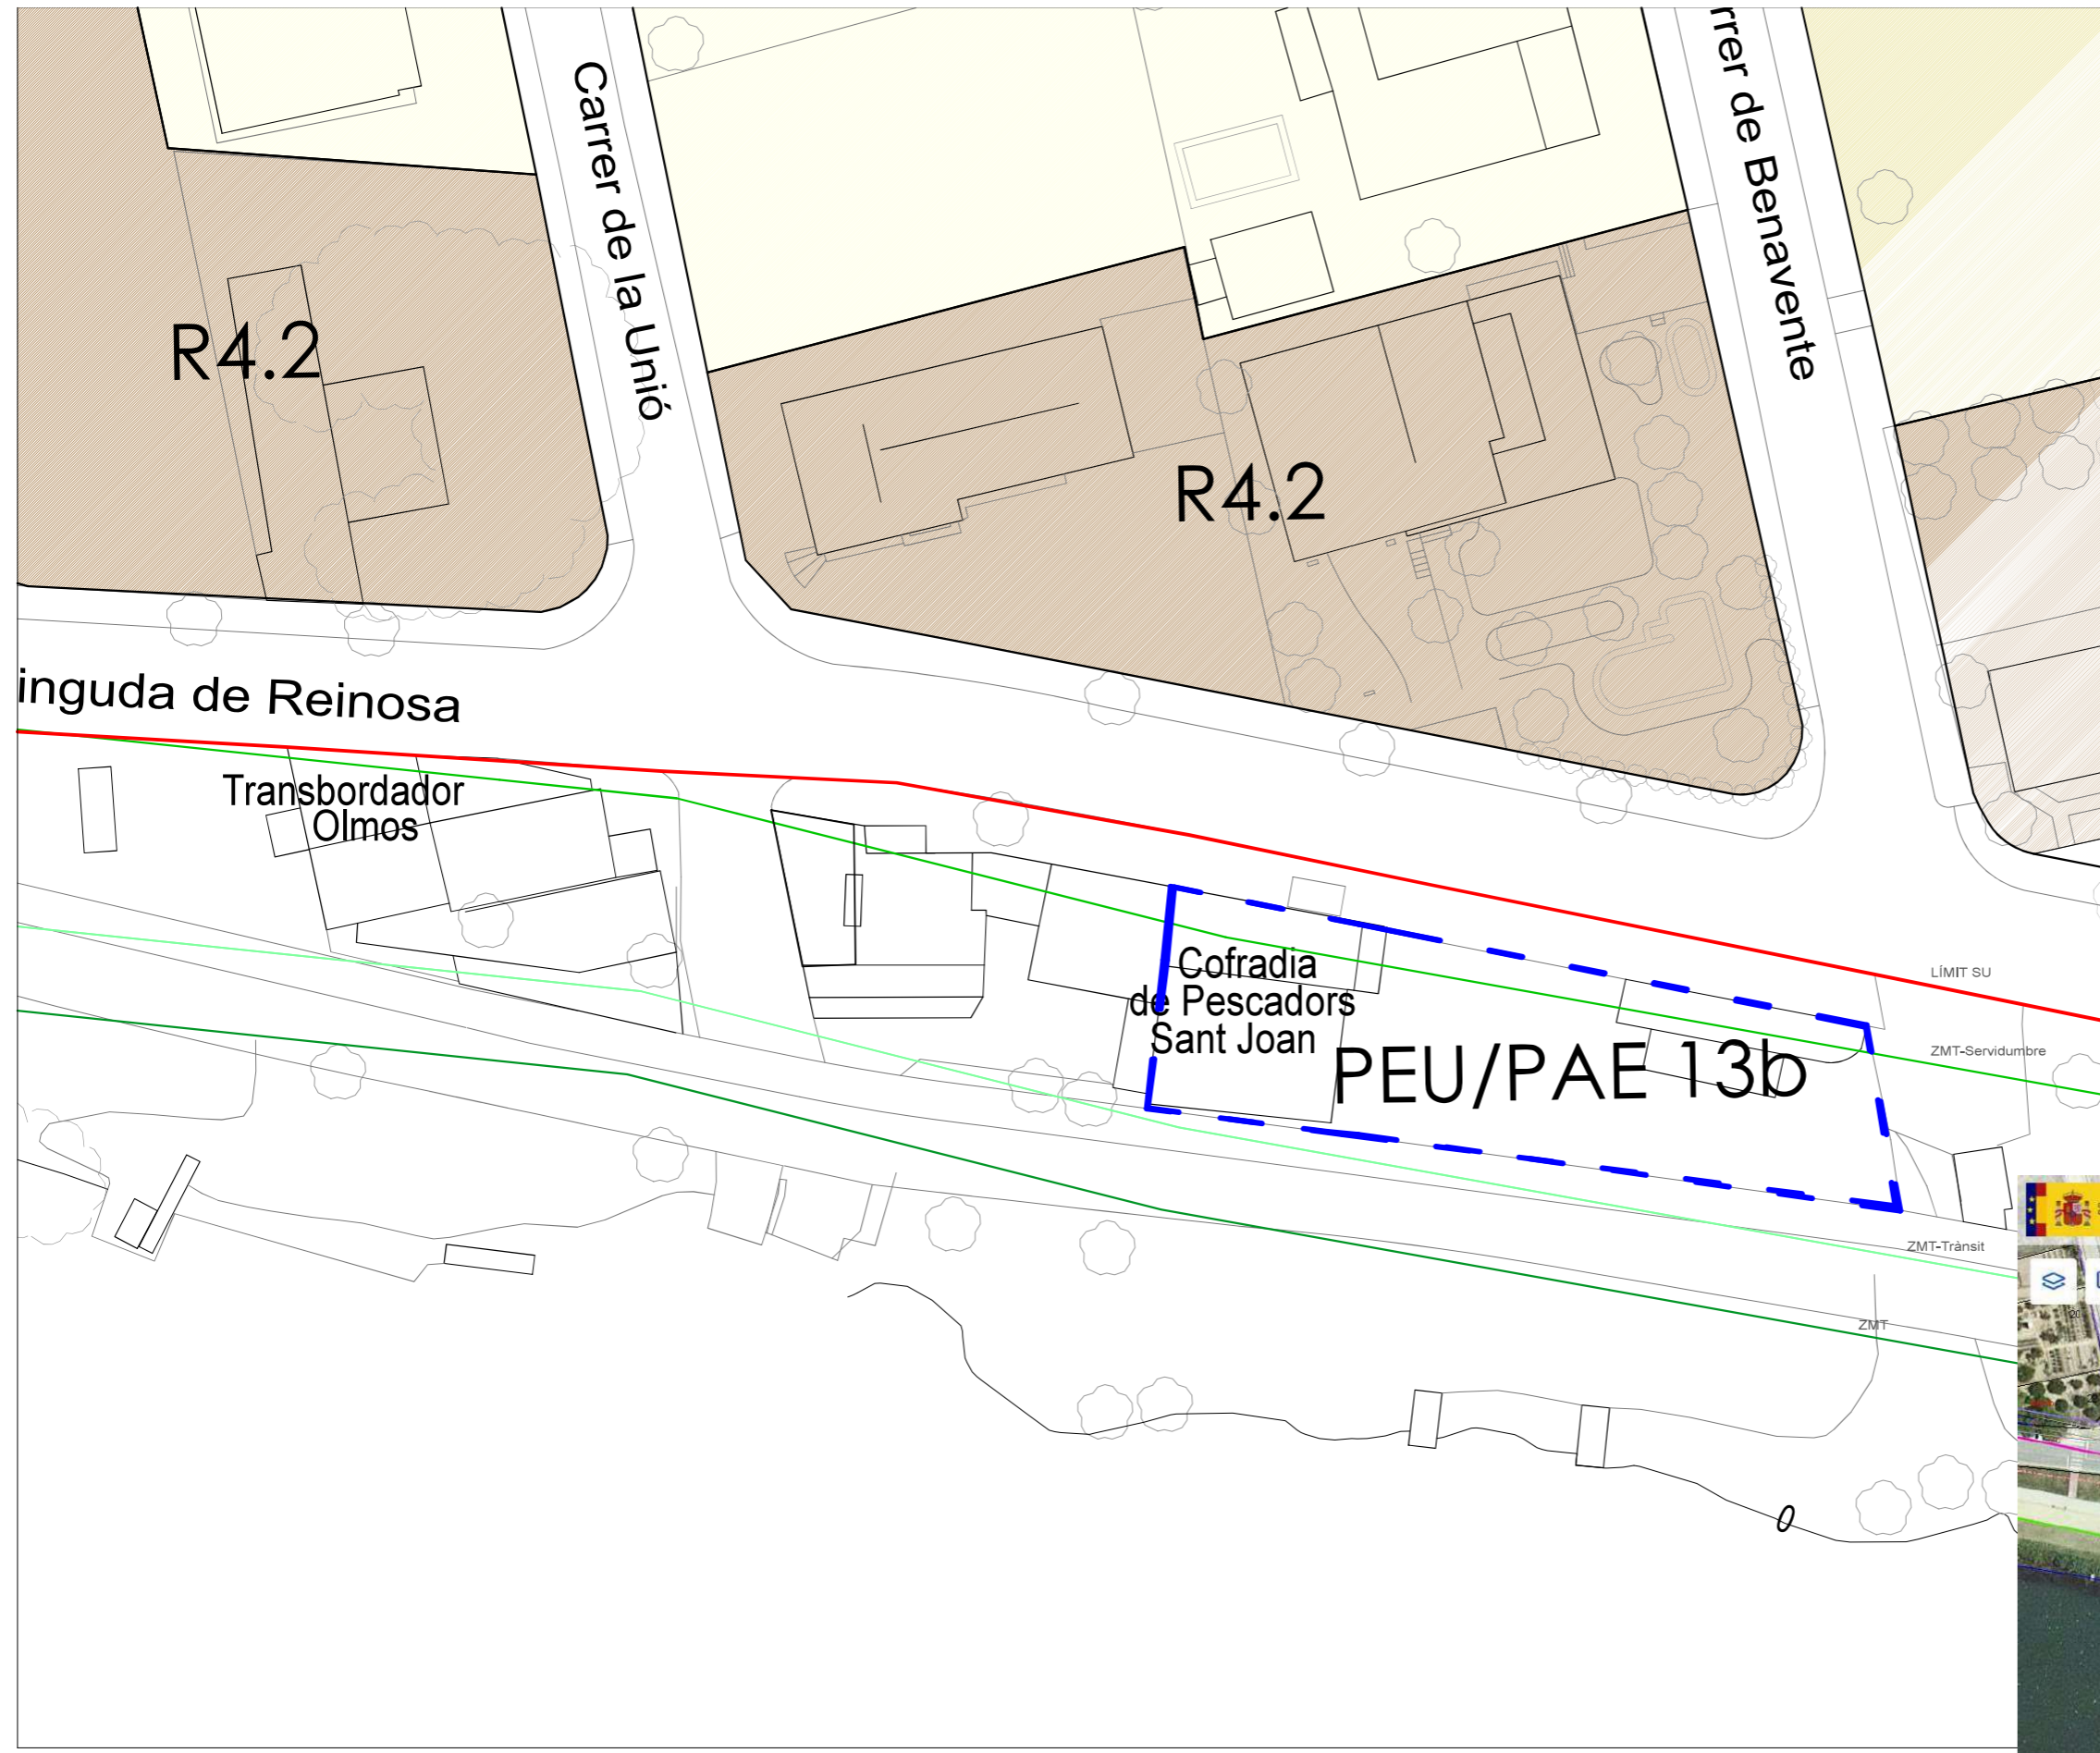 Carrer de la Unió
rrer de Benavente
R4.2
R4.2
inguda de Reinosa
Transbordador
Olmos
Cofradia
de Pescadors
Sant Joan
PEU/PAE 13b
LÍMIT SU
ZMT-Servidumbre
ZMT-Trànsit
ZMT
0